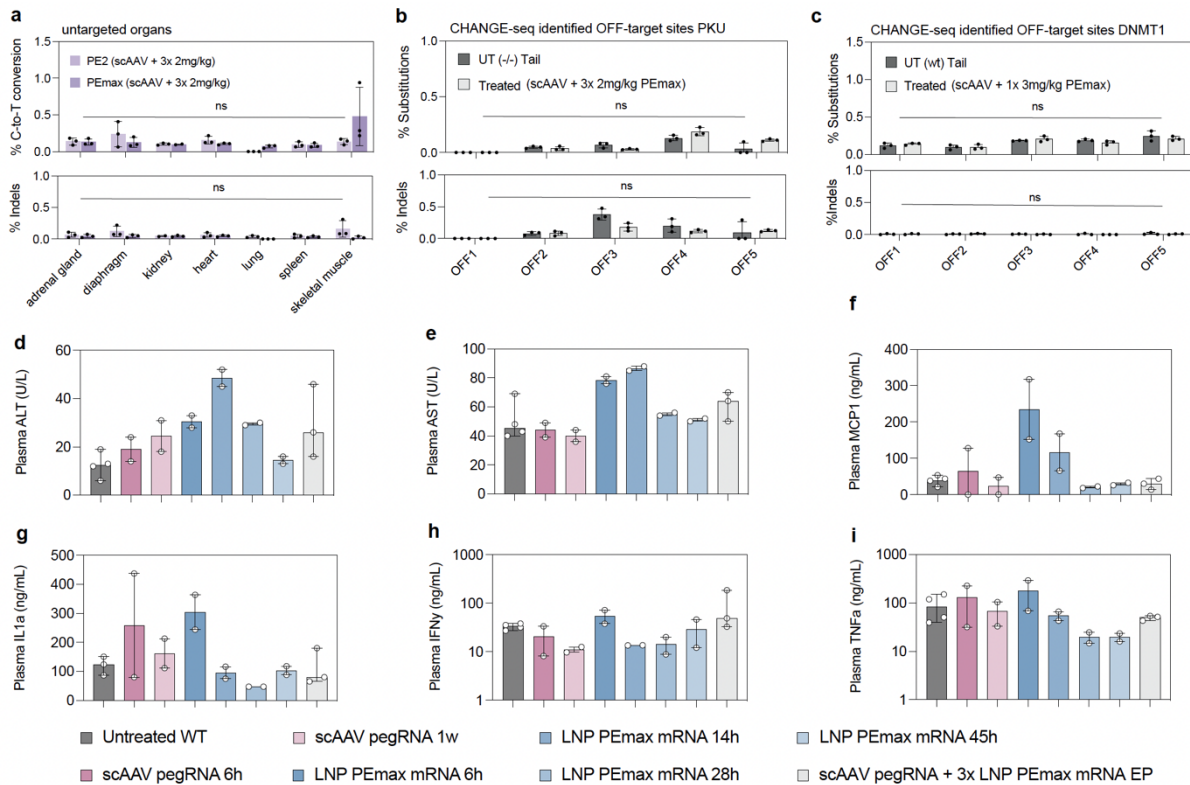 a
untargeted organs
% C-to-T conversion
1.5
1.0
0.5
0.0
PE2 (scAAV + 3x 2mg/kg)
PEmax (scAAV + 3x 2mg/kg)
ns
% Indels
1.0
0.5
0.0
ns
adrenal gland
diaphragm
kidney
heart
lung
spleen
skeletal muscle
b
CHANGE-seq identified OFF-target sites PKU
% Substitutions
1.0
0.5
0.0
UT (-/-) Tail
Treated (scAAV + 3x 2mg/kg PEmax)
ns
% Indels
1.0
0.5
0.0
ns
OFF1
OFF2
OFF3
OFF4
OFF5
c
CHANGE-seq identified OFF-target sites DNMT1
% Substitutions
1.5
1.0
0.5
0.0
UT (wt) Tail
Treated (scAAV + 1x 3mg/kg PEmax)
ns
%Indels
1.0
0.5
0.0
ns
OFF1
OFF2
OFF3
OFF4
OFF5
d
Plasma ALT (U/L)
60
40
20
0
e
Plasma AST (U/L)
100
80
60
40
20
0
f
Plasma MCP1 (ng/mL)
400
300
200
100
0
g
Plasma IL1a (ng/mL)
500
400
300
200
100
0
h
Plasma IFNy (ng/mL)
1000
100
10
1
i
Plasma TNFa (ng/mL)
1000
100
10
1
Untreated WT
scAAV pegRNA 1w
LNP PEmax mRNA 14h
LNP PEmax mRNA 45h
scAAV pegRNA 6h
LNP PEmax mRNA 6h
LNP PEmax mRNA 28h
scAAV pegRNA + 3x LNP PEmax mRNA EP